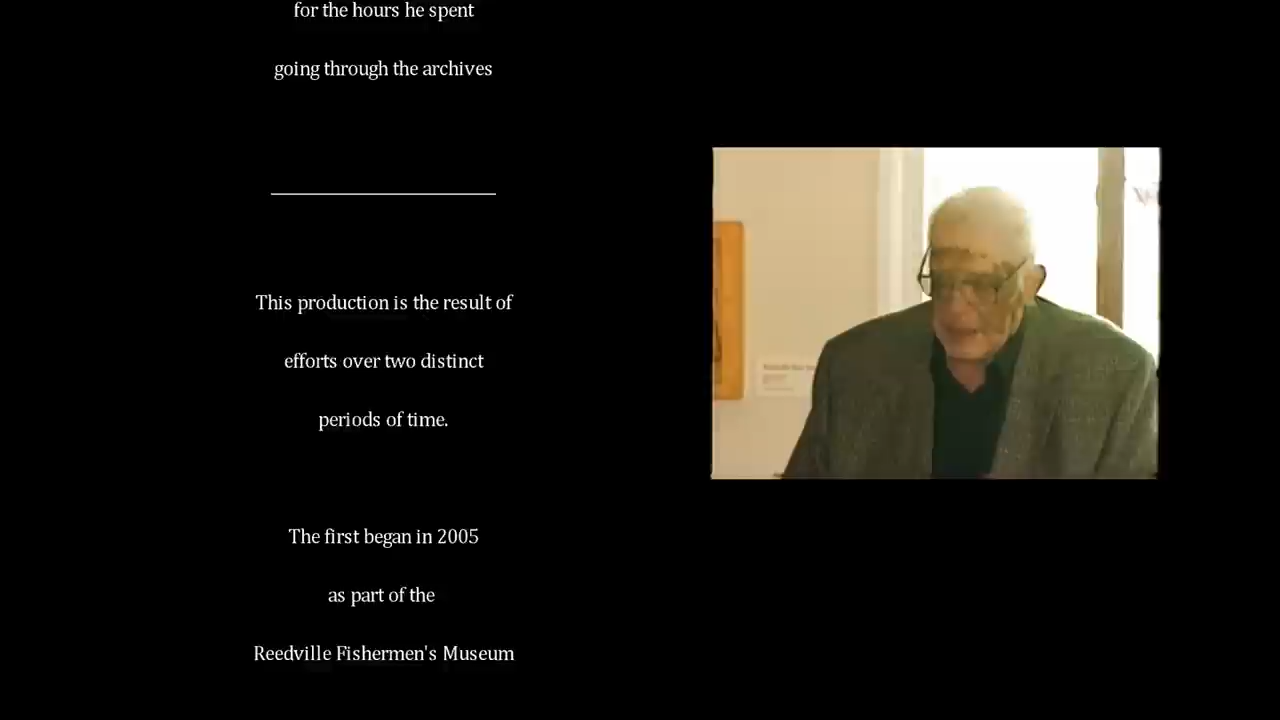 for the hours he spent
going through the archives
This production is the result of
efforts over two distinct
periods of time.
The first began in 2005
as part of the
Reedville Fishermen's Museum